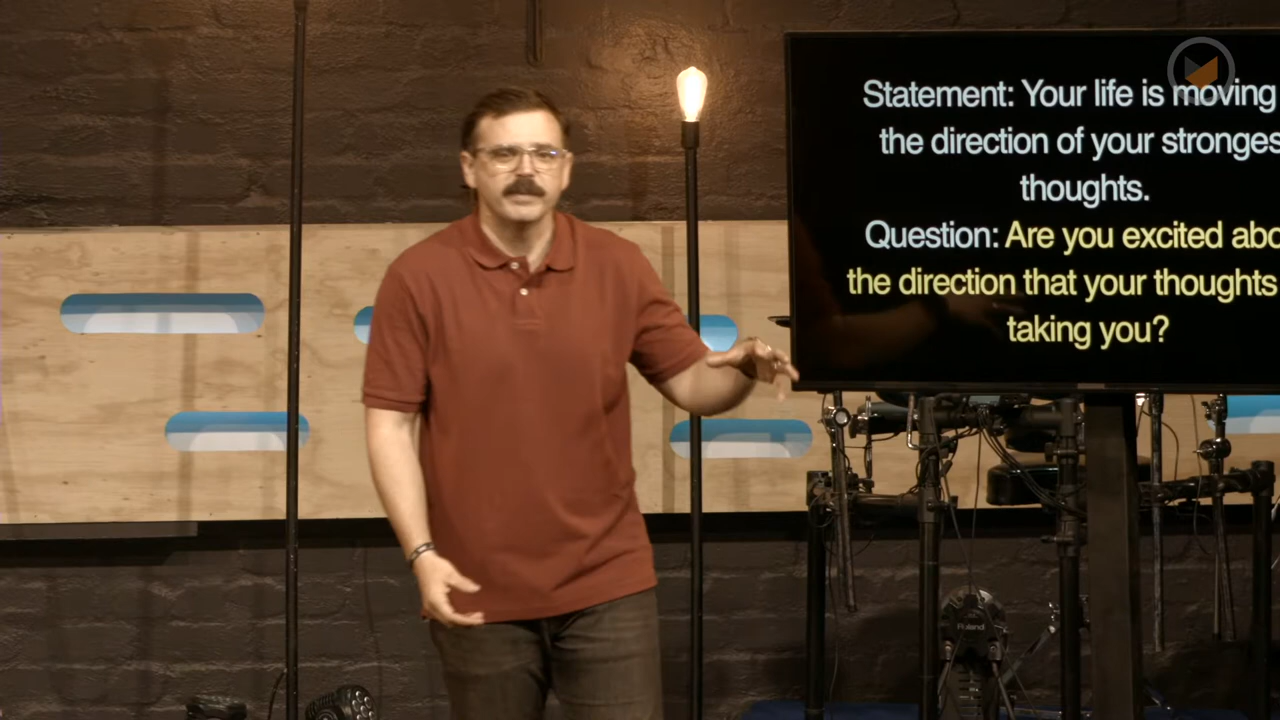 Statement: Your life is moving
the direction of your
thoughts.
Question: Are you excited
the direction that your thoughts
taking you?
Roland